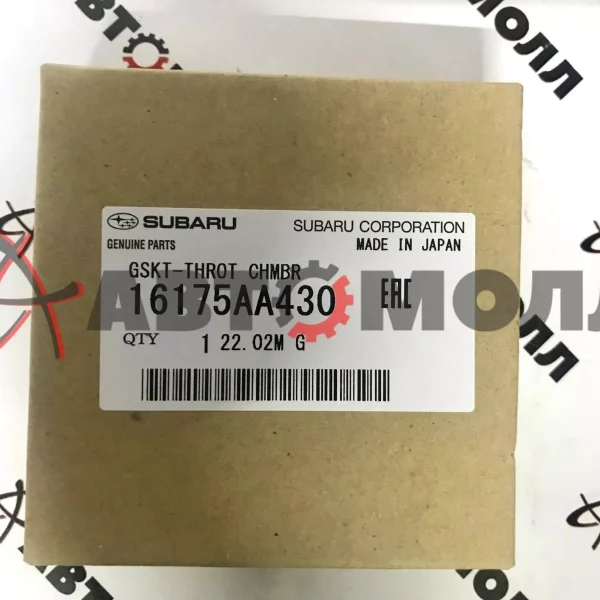 SUBARU SUBARU CORPORATION
GENUINE PARTS MADE IN JAPAN
GSKT-THROT CHMBR
16175AA430 EAC
QTY 1 22.02M G
АВТОМОЛЛ